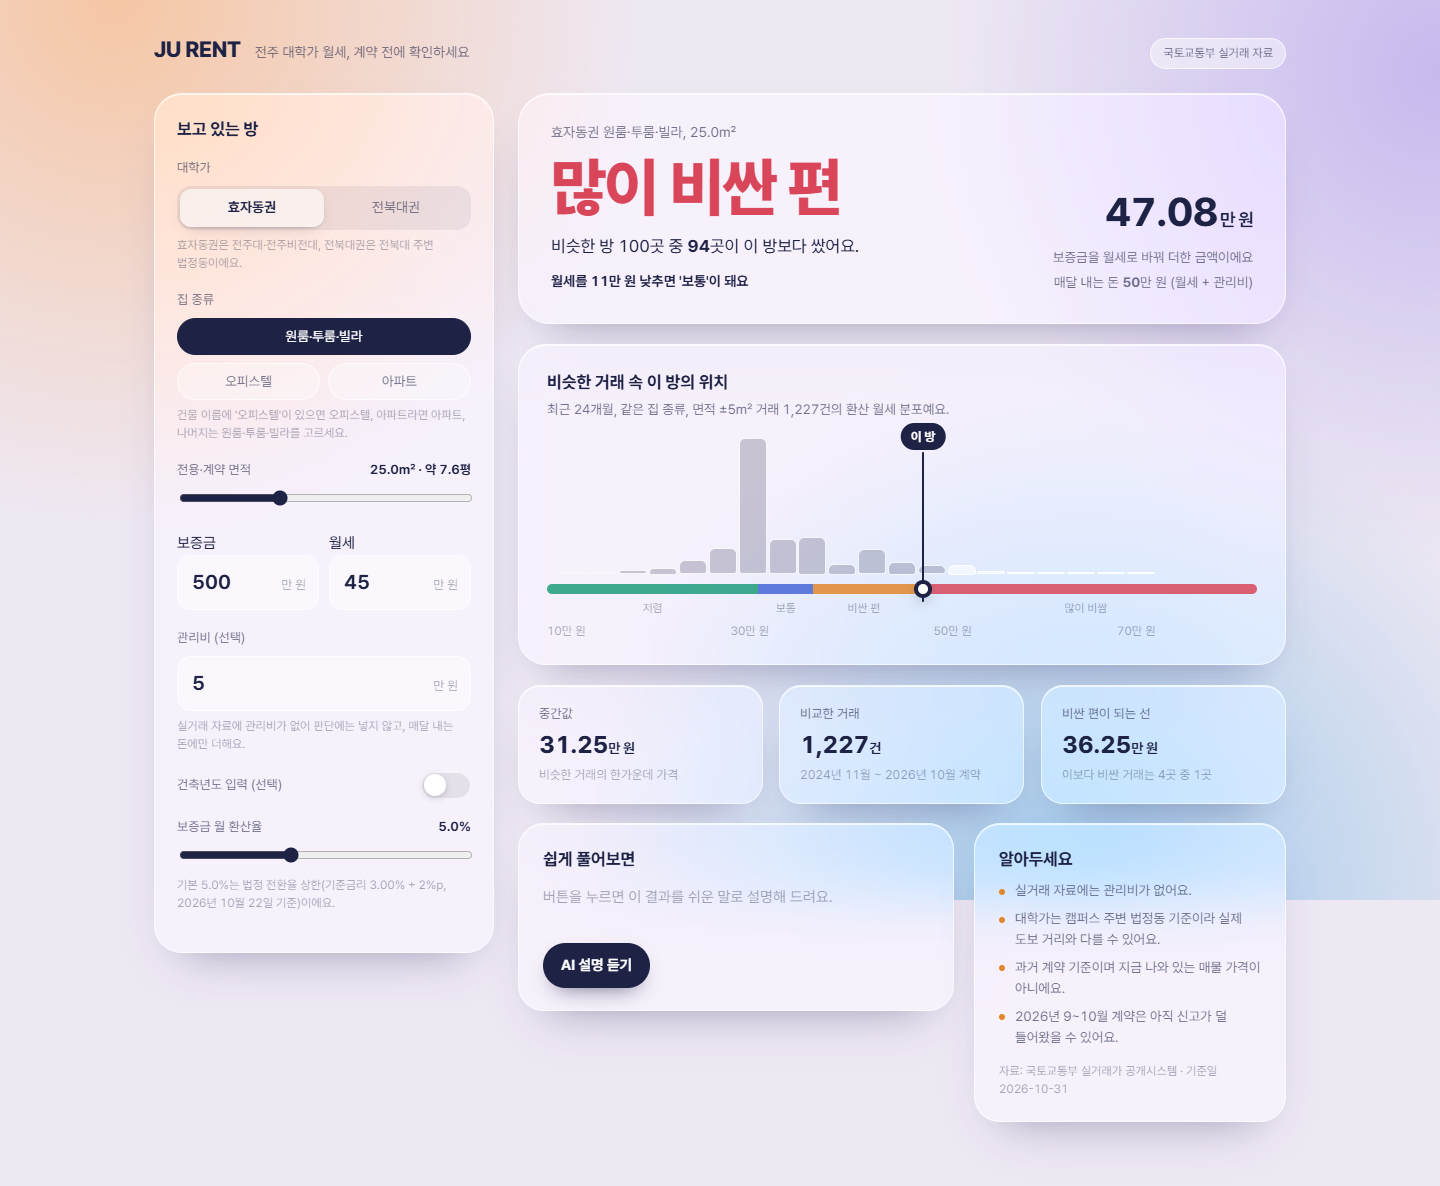 JU RENT 전주 대학가 월세, 계약 전에 확인하세요
국토교통부 실거래 자료
보고 있는 방
대학가
효자동권 전북대권
효자동권은 전주대·전주비전대, 전북대권은 전북대 주변
법정동이에요.
집 종류
원룸·투룸·빌라
오피스텔 아파트
건물 이름에 '오피스텔'이 있으면 오피스텔, 아파트라면 아파트,
나머지는 원룸·투룸·빌라를 고르세요.
전용·계약 면적 25.0m² · 약 7.6평
보증금 월세
500 만 원 45 만 원
관리비 (선택)
5 만 원
실거래 자료에 관리비가 없어 판단에는 넣지 않고, 매달 내는
돈에만 더해요.
건축년도 입력 (선택)
보증금 월 환산율 5.0%
기본 5.0%는 법정 전환율 상한(기준금리 3.00% + 2%p,
2026년 10월 22일 기준)이에요.
효자동권 원룸·투룸·빌라, 25.0m²
많이 비싼 편
비슷한 방 100곳 중 94곳이 이 방보다 쌌어요.
월세를 11만 원 낮추면 '보통'이 돼요
47.08만 원
보증금을 월세로 바꿔 더한 금액이에요
매달 내는 돈 50만 원 (월세 + 관리비)
비슷한 거래 속 이 방의 위치
최근 24개월, 같은 집 종류, 면적 ±5m² 거래 1,227건의 환산 월세 분포예요.
이 방
저렴 보통 비싼 편 많이 비쌈
10만 원 30만 원 50만 원 70만 원
중간값
31.25만 원
비슷한 거래의 한가운데 가격
비교한 거래
1,227건
2024년 11월 ~ 2026년 10월 계약
비싼 편이 되는 선
36.25만 원
이보다 비싼 거래는 4곳 중 1곳
쉽게 풀어보면
버튼을 누르면 이 결과를 쉬운 말로 설명해 드려요.
AI 설명 듣기
알아두세요
실거래 자료에는 관리비가 없어요.
대학가는 캠퍼스 주변 법정동 기준이라 실제
도보 거리와 다를 수 있어요.
과거 계약 기준이며 지금 나와 있는 매물 가격이
아니에요.
2026년 9~10월 계약은 아직 신고가 덜
들어왔을 수 있어요.
자료: 국토교통부 실거래가 공개시스템 · 기준일
2026-10-31